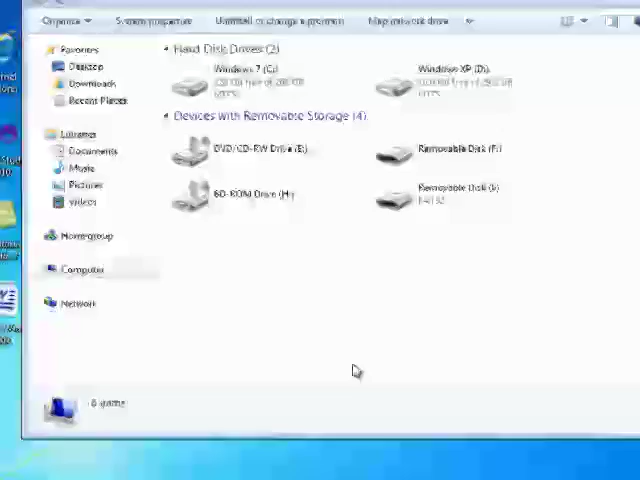 Organize System properties Uninstall or change a program Map network drive »
Favorites
Desktop
Downloads
Recent Places
Libraries
Documents
Music
Pictures
Videos
Homegroup
Computer
Network
Hard Disk Drives (2)
Windows 7 (C:)
Windows XP (D:)
Devices with Removable Storage (4)
DVD/CD-RW Drive (E:)
Removable Disk (F:)
BD-ROM Drive (H:)
Removable Disk (I:)
FAT32